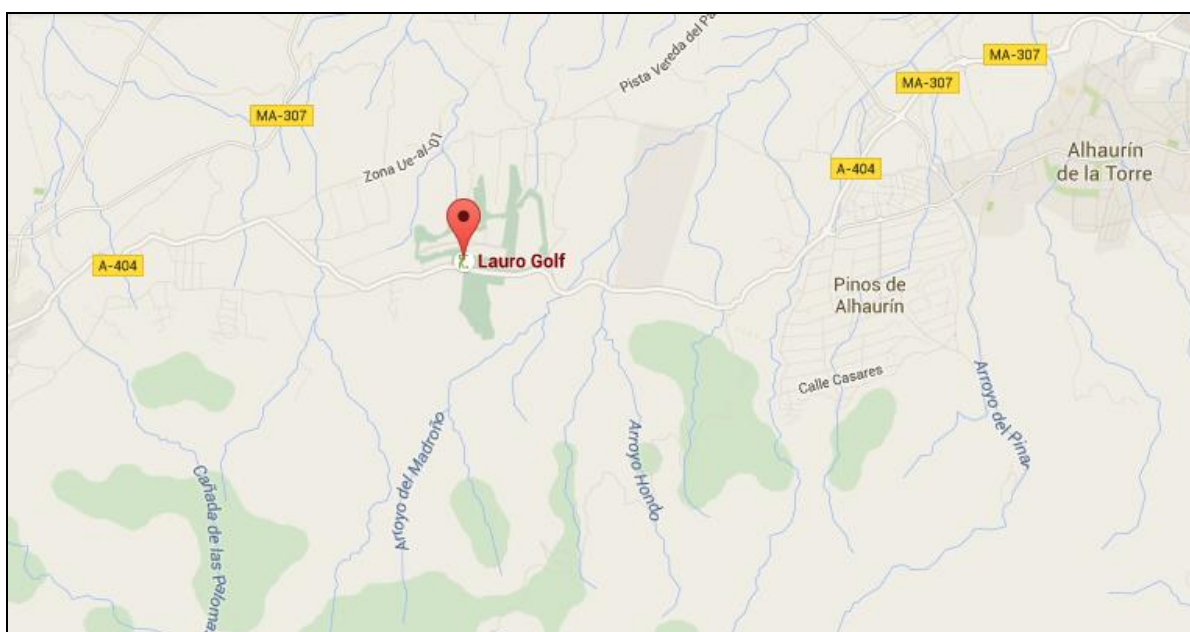 MA-307
MA-307
Pista Vereda del Pa
MA-307
Zona Ue-al-01
Alhaurín
de la Torre
A-404
Lauro Golf
A-404
Pinos de
Alhaurín
Calle Casares
Arroyo del Pinar
Arroyo del Madroño
Arroyo Hondo
Cañada de las Paloma